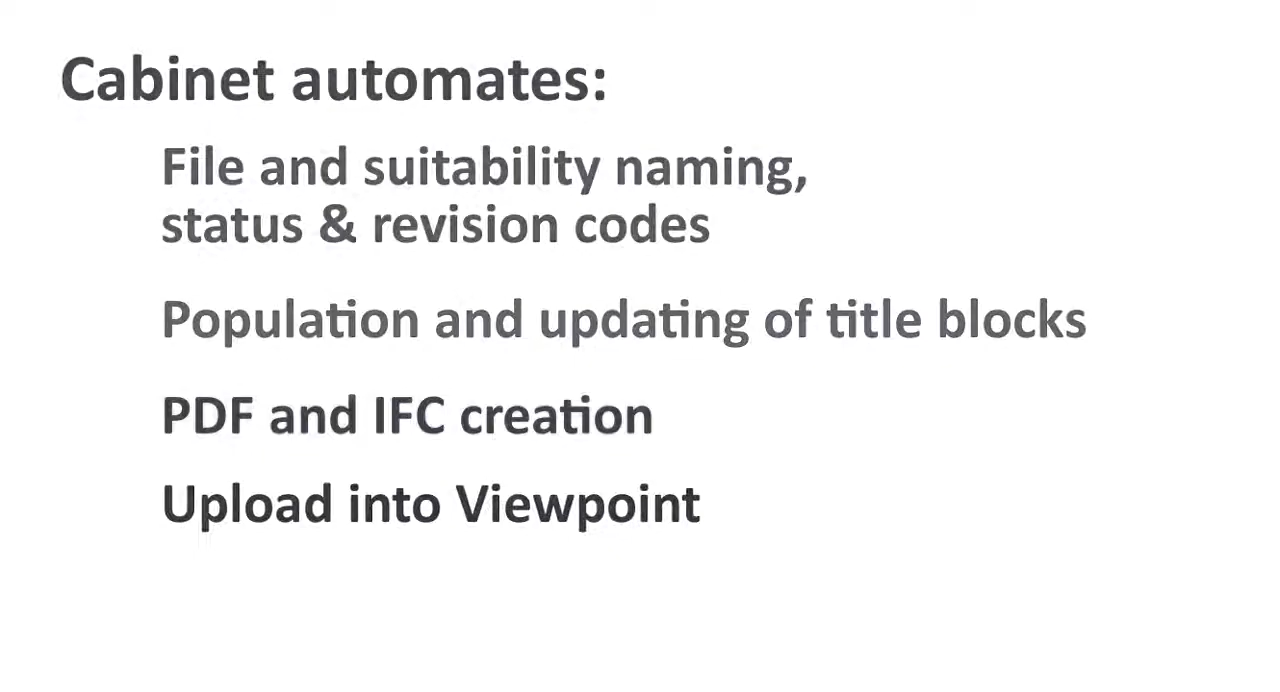 Cabinet automates:
File and suitability naming,
status & revision codes
Population and updating of title blocks
PDF and IFC creation
Upload into Viewpoint